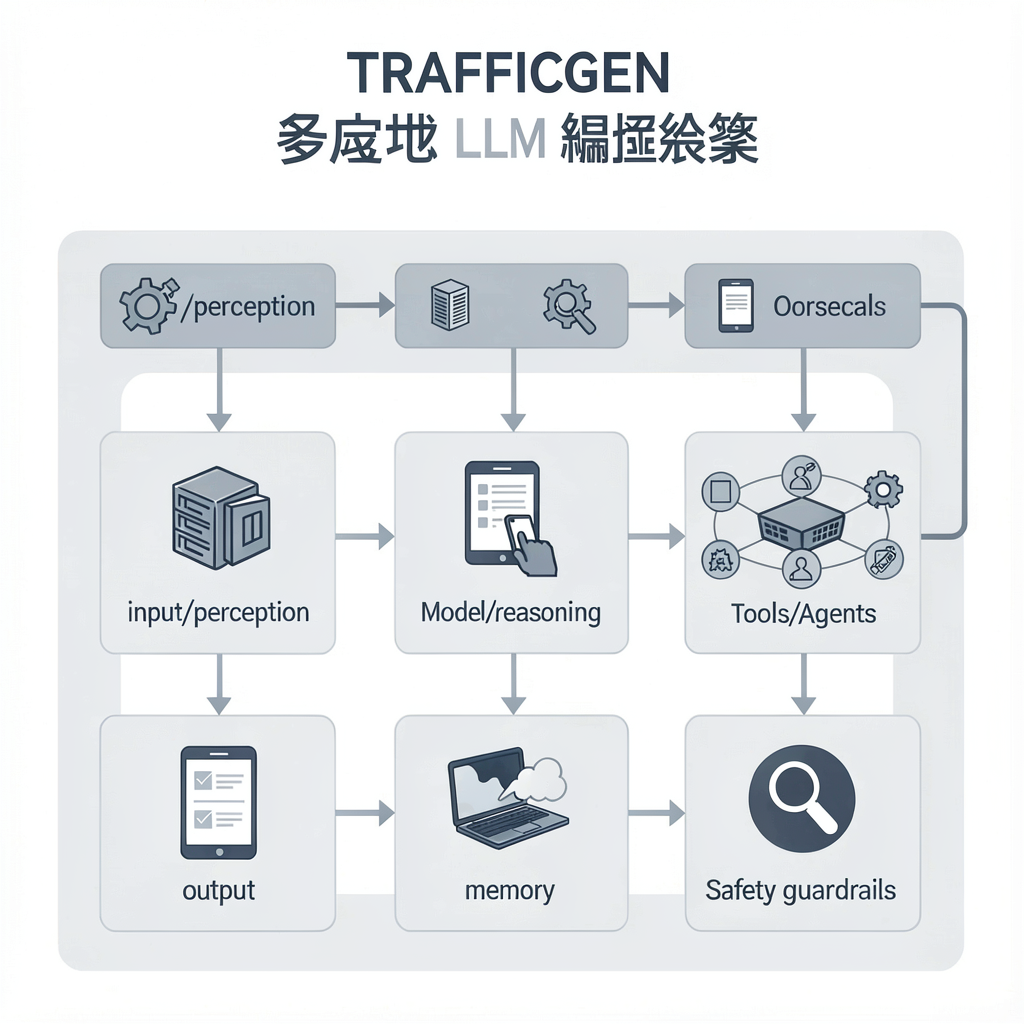 TRAFFICGEN
多 地 LLM 編
/perception
Oorsecals
input/perception
Model/reasoning
Tools/Agents
output
memory
Safety guardrails